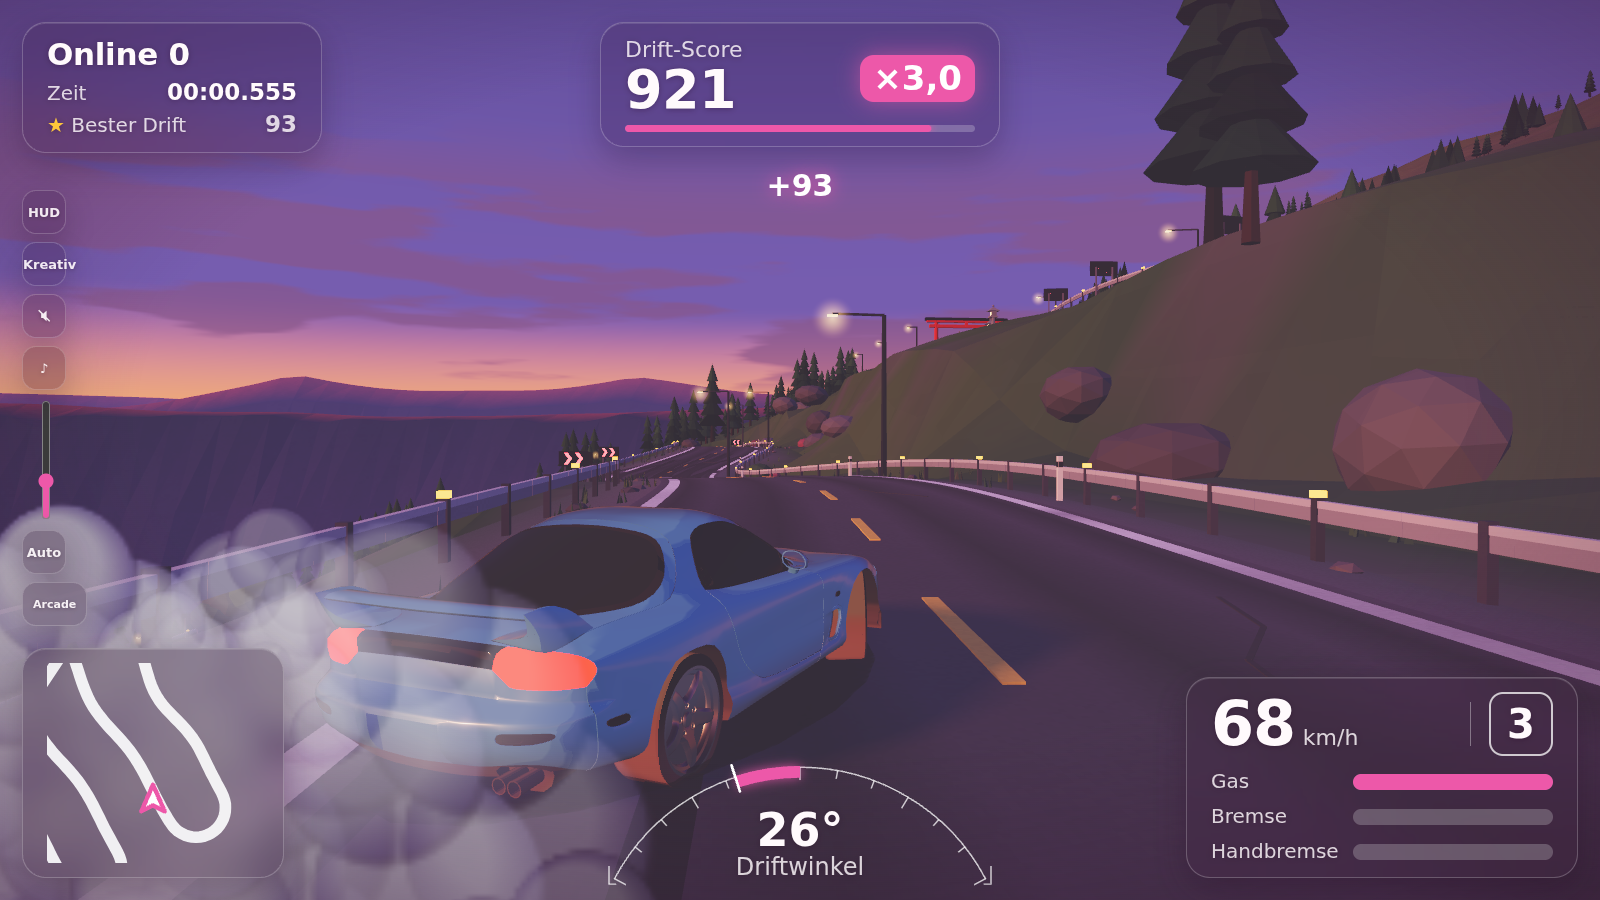 Online 0
Zeit 00:00.555
★ Bester Drift 93
Drift-Score
921
×3,0
+93
HUD
Kreativ
♪
Auto
Arcade
26°
Driftwinkel
68 km/h 3
Gas
Bremse
Handbremse